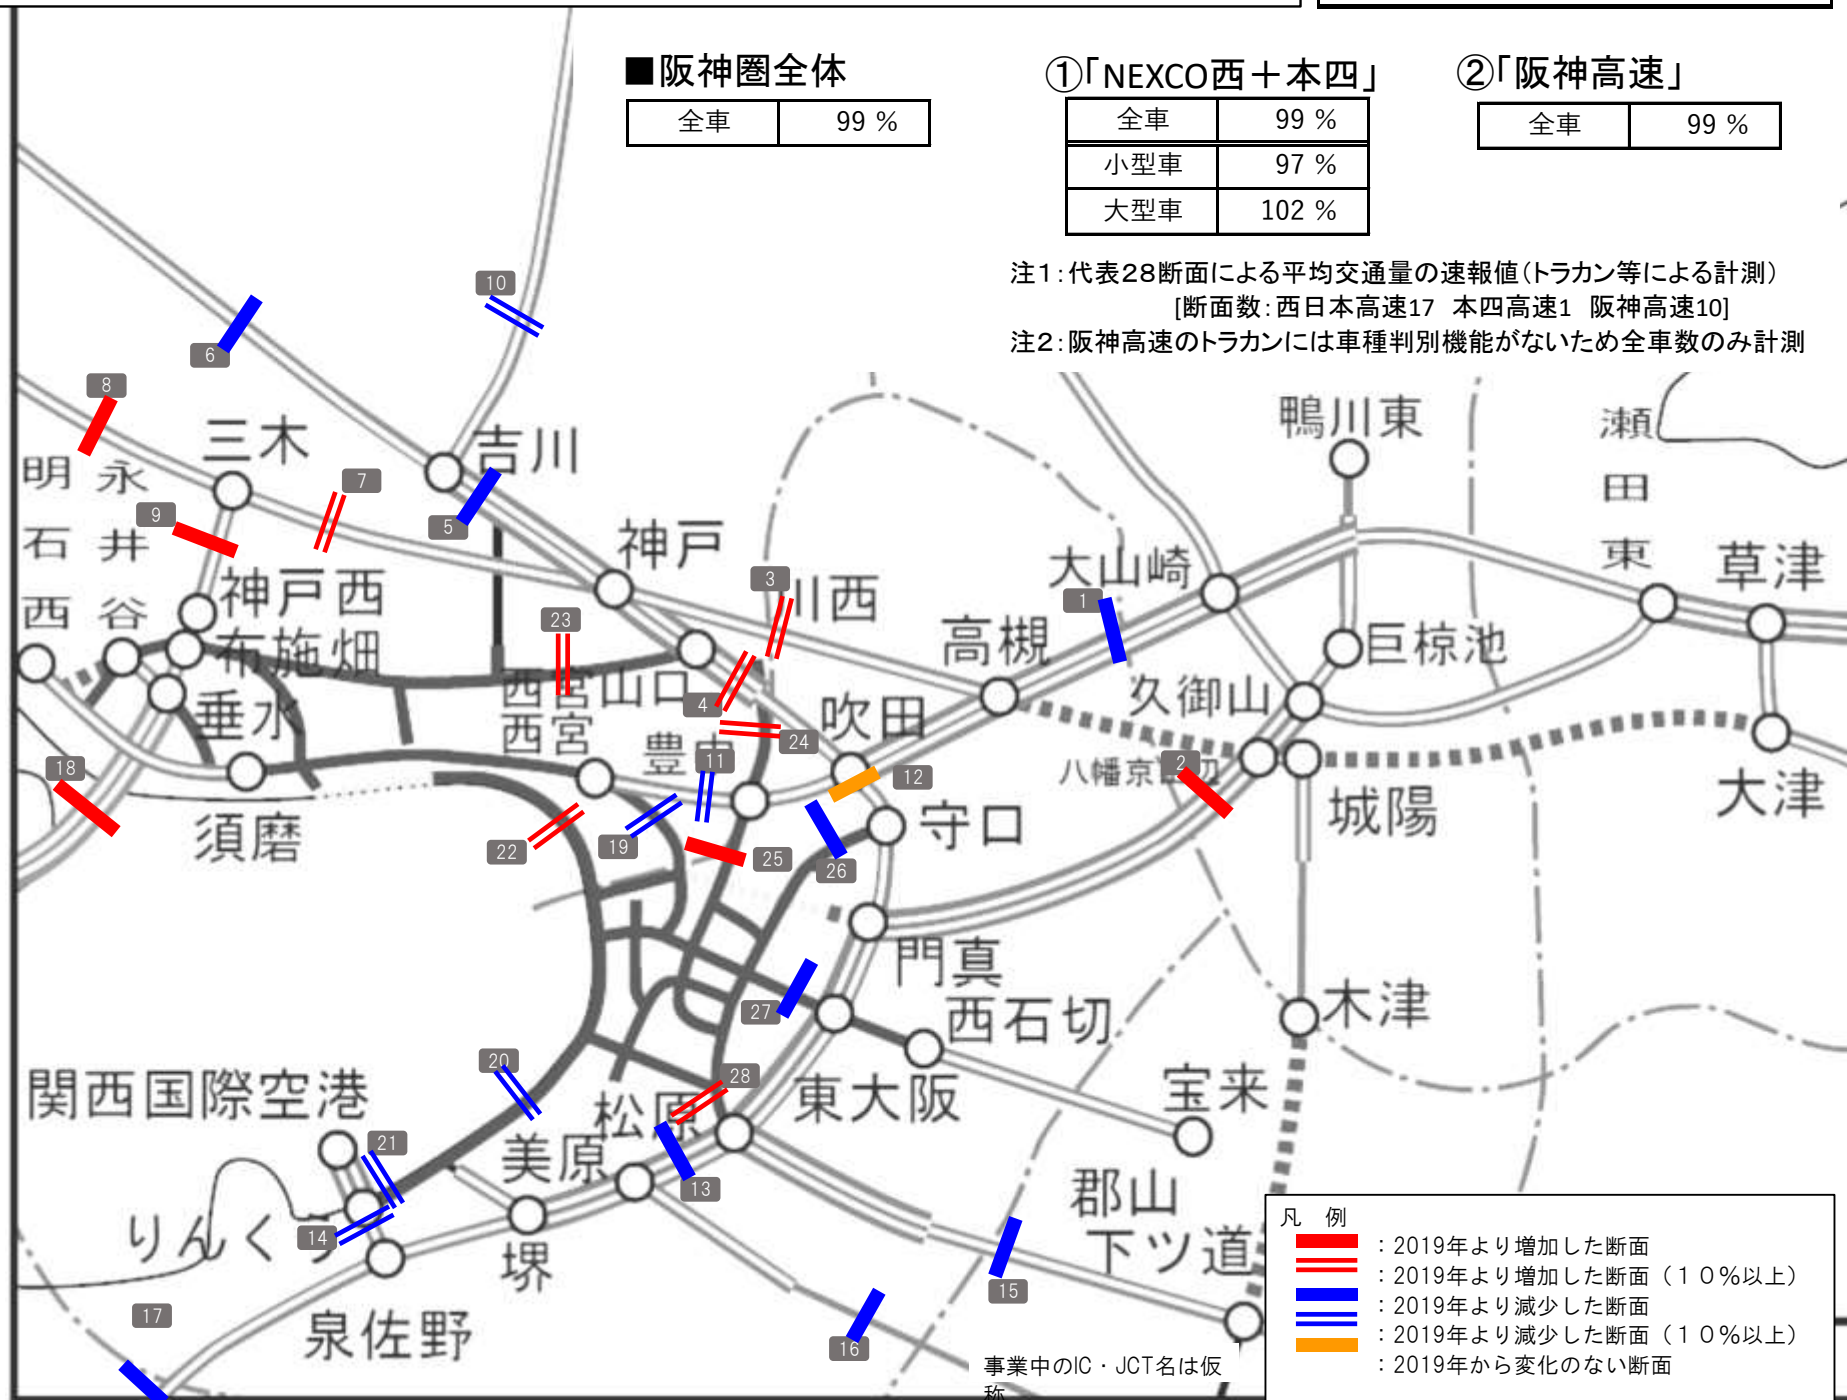 ■阪神圏全体
全車 99 %
①「NEXCO西＋本四」
全車 99 %
小型車 97 %
大型車 102 %
②「阪神高速」
全車 99 %
注1：代表28断面による平均交通量の速報値（トラカン等による計測）
[断面数：西日本高速17 本四高速1 阪神高速10]
注2：阪神高速のトラカンには車種判別機能がないため全車数のみ計測
10
6
8
三木
吉川
鴨川東
瀬田東
明石西
永井谷
7
9
5
神戸
神戸西
布施畑
3
川西
大山崎
1
草津
23
高槻
巨椋池
西宮山口
西宮
4
久御山
垂水
吹田
豊中
24
11
12
2
18
須磨
22
19
25
26
守口
城陽
大津
門真
27
西石切
木津
関西国際空港
20
28
松原
東大阪
宝来
21
美原
13
郡山
下ツ道
りんくう
14
堺
15
17
泉佐野
16
事業中のIC・JCT名は仮
称
凡 例
：2019年より増加した断面
：2019年より増加した断面（１０％以上）
：2019年より減少した断面
：2019年より減少した断面（１０％以上）
：2019年から変化のない断面